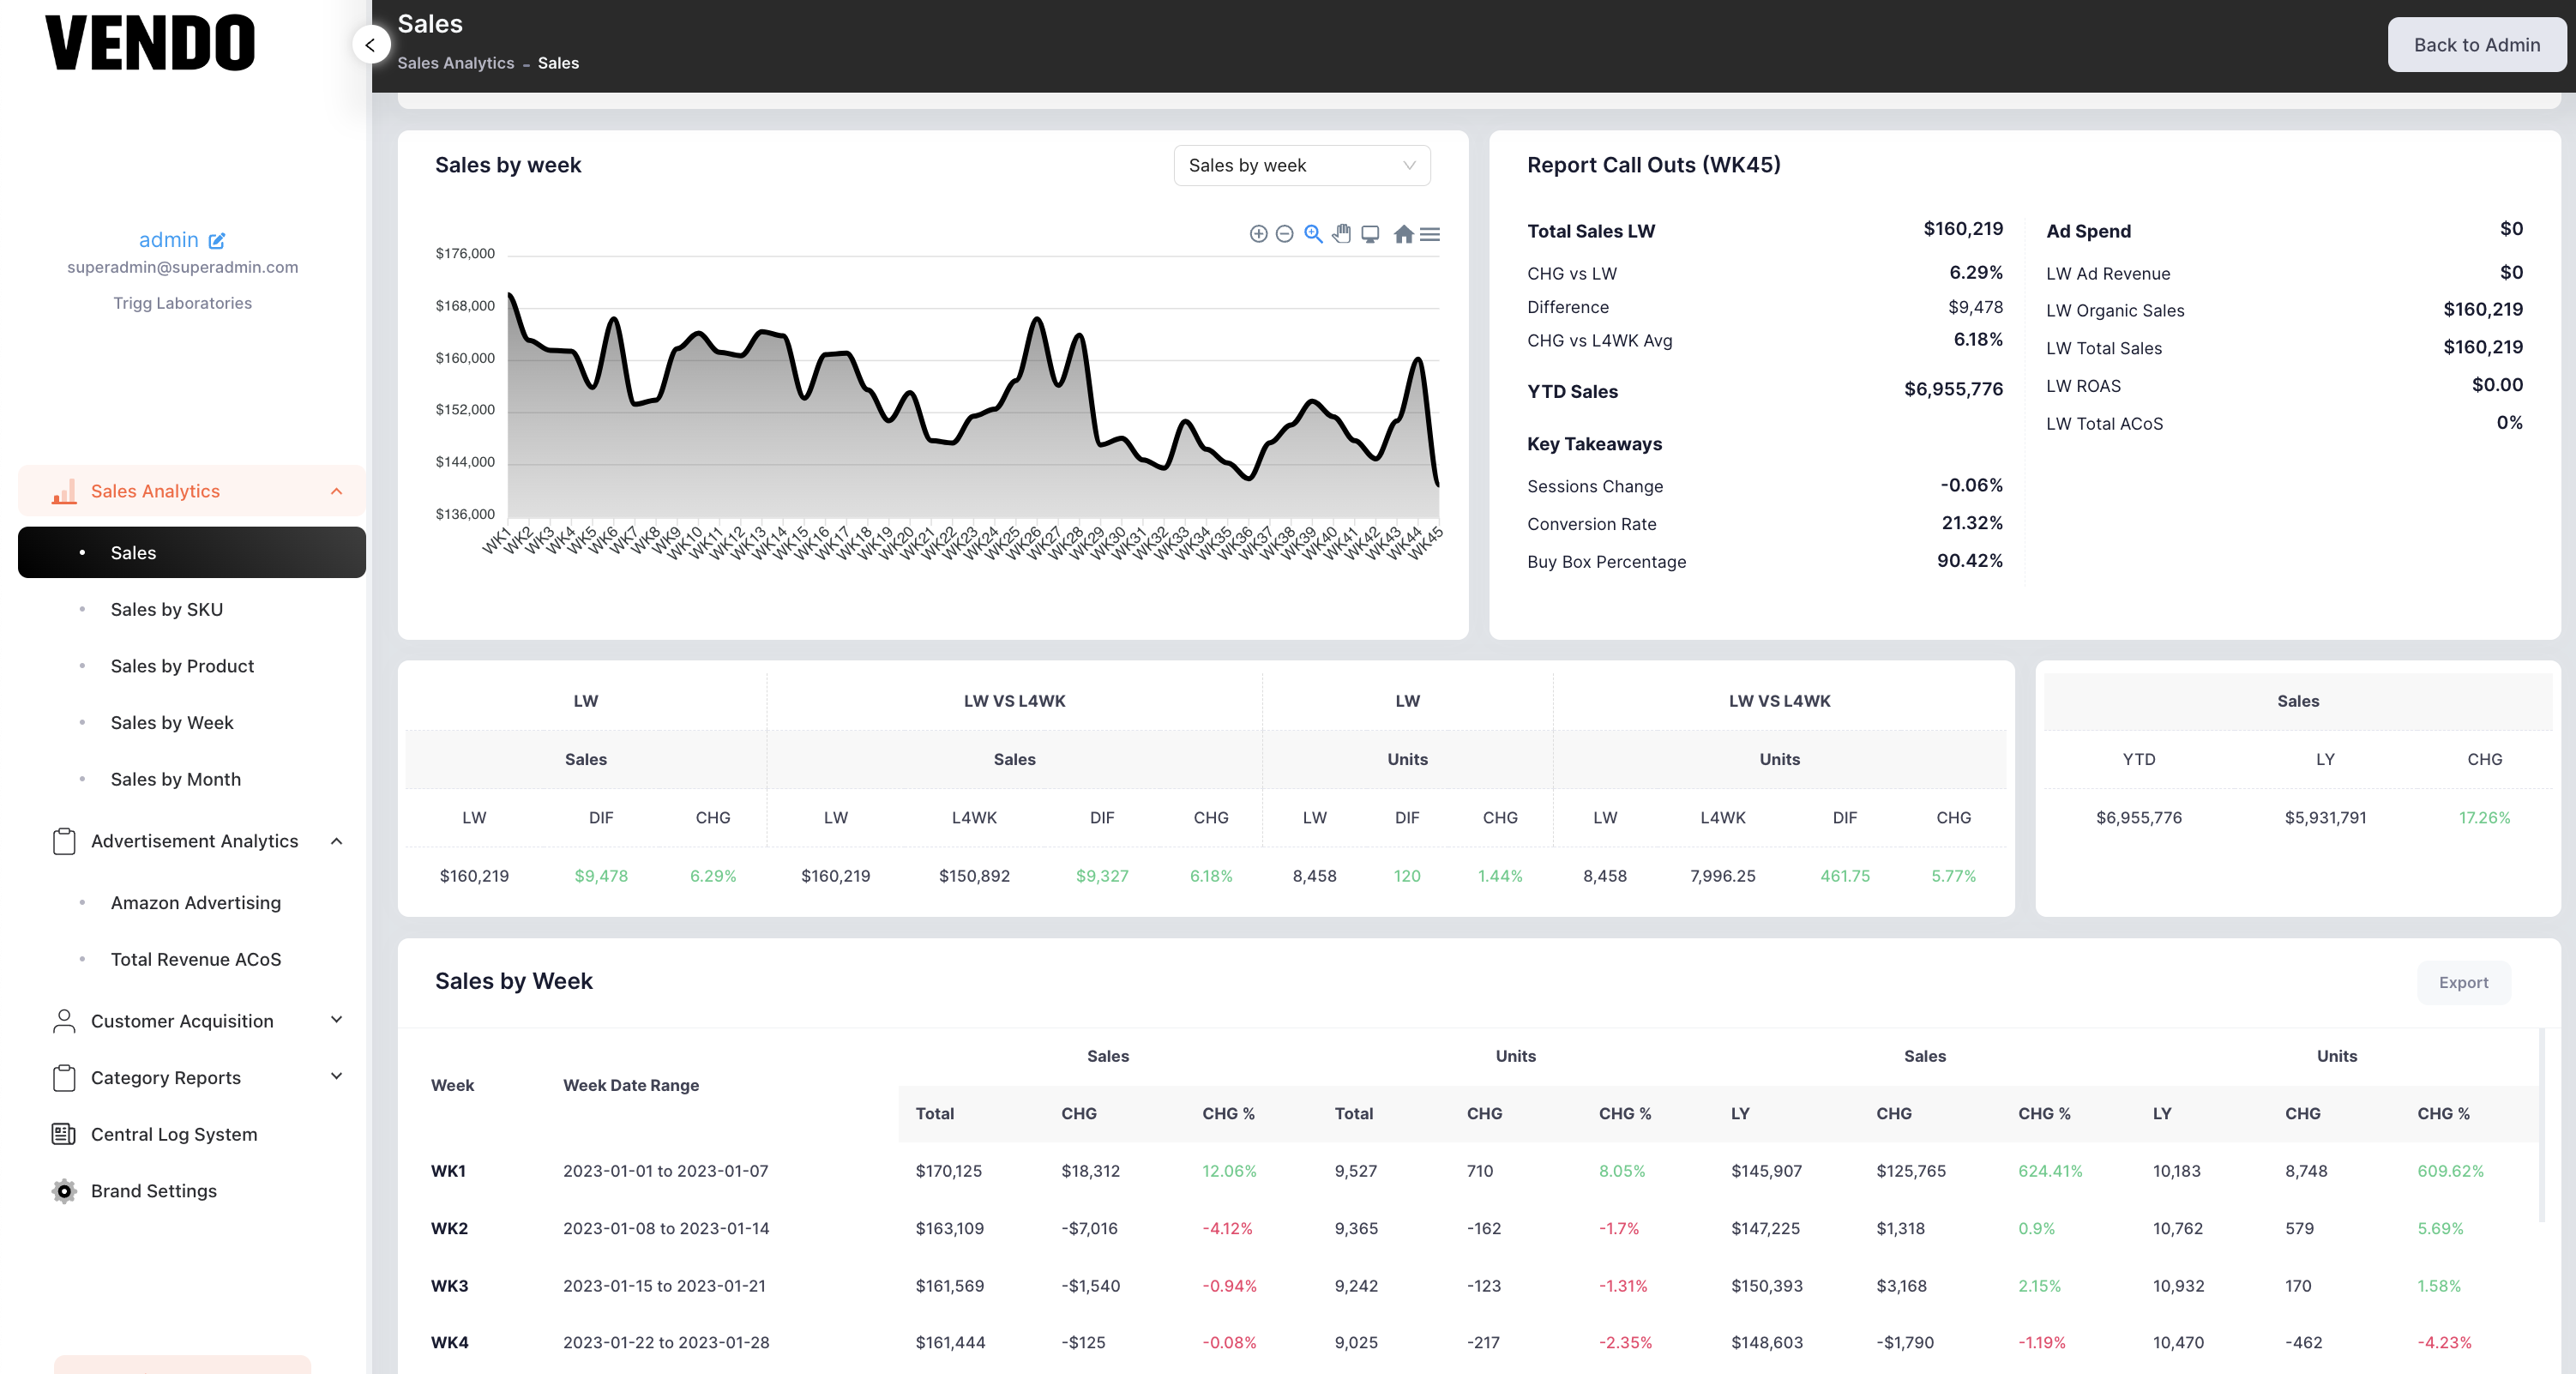 VENDO
Sales
Sales Analytics - Sales
Back to Admin
admin
superadmin@superadmin.com
Trigg Laboratories
Sales Analytics
Sales
Sales by SKU
Sales by Product
Sales by Week
Sales by Month
Advertisement Analytics
Amazon Advertising
Total Revenue ACoS
Customer Acquisition
Category Reports
Central Log System
Brand Settings
Sales by week
Sales by week
$176,000
$168,000
$160,000
$152,000
$144,000
$136,000
WK1 WK2 WK3 WK4 WK5 WK6 WK7 WK8 WK9 WK10 WK11 WK12 WK13 WK14 WK15 WK16 WK17 WK18 WK19 WK20 WK21 WK22 WK23 WK24 WK25 WK26 WK27 WK28 WK29 WK30 WK31 WK32 WK33 WK34 WK35 WK36 WK37 WK38 WK39 WK40 WK41 WK42 WK43 WK44 WK45
Report Call Outs (WK45)
Total Sales LW $160,219
CHG vs LW 6.29%
Difference $9,478
CHG vs L4WK Avg 6.18%
YTD Sales $6,955,776
Key Takeaways
Sessions Change -0.06%
Conversion Rate 21.32%
Buy Box Percentage 90.42%
Ad Spend $0
LW Ad Revenue $0
LW Organic Sales $160,219
LW Total Sales $160,219
LW ROAS $0.00
LW Total ACoS 0%
LW LW VS L4WK LW LW VS L4WK
Sales Sales Units Units
LW DIF CHG LW L4WK DIF CHG LW DIF CHG LW L4WK DIF CHG
$160,219 $9,478 6.29% $160,219 $150,892 $9,327 6.18% 8,458 120 1.44% 8,458 7,996.25 461.75 5.77%
Sales
YTD LY CHG
$6,955,776 $5,931,791 17.26%
Sales by Week
Export
Sales Units Sales Units
Week Week Date Range
Total CHG CHG % Total CHG CHG % LY CHG CHG % LY CHG CHG %
WK1 2023-01-01 to 2023-01-07 $170,125 $18,312 12.06% 9,527 710 8.05% $145,907 $125,765 624.41% 10,183 8,748 609.62%
WK2 2023-01-08 to 2023-01-14 $163,109 -$7,016 -4.12% 9,365 -162 -1.7% $147,225 $1,318 0.9% 10,762 579 5.69%
WK3 2023-01-15 to 2023-01-21 $161,569 -$1,540 -0.94% 9,242 -123 -1.31% $150,393 $3,168 2.15% 10,932 170 1.58%
WK4 2023-01-22 to 2023-01-28 $161,444 -$125 -0.08% 9,025 -217 -2.35% $148,603 -$1,790 -1.19% 10,470 -462 -4.23%